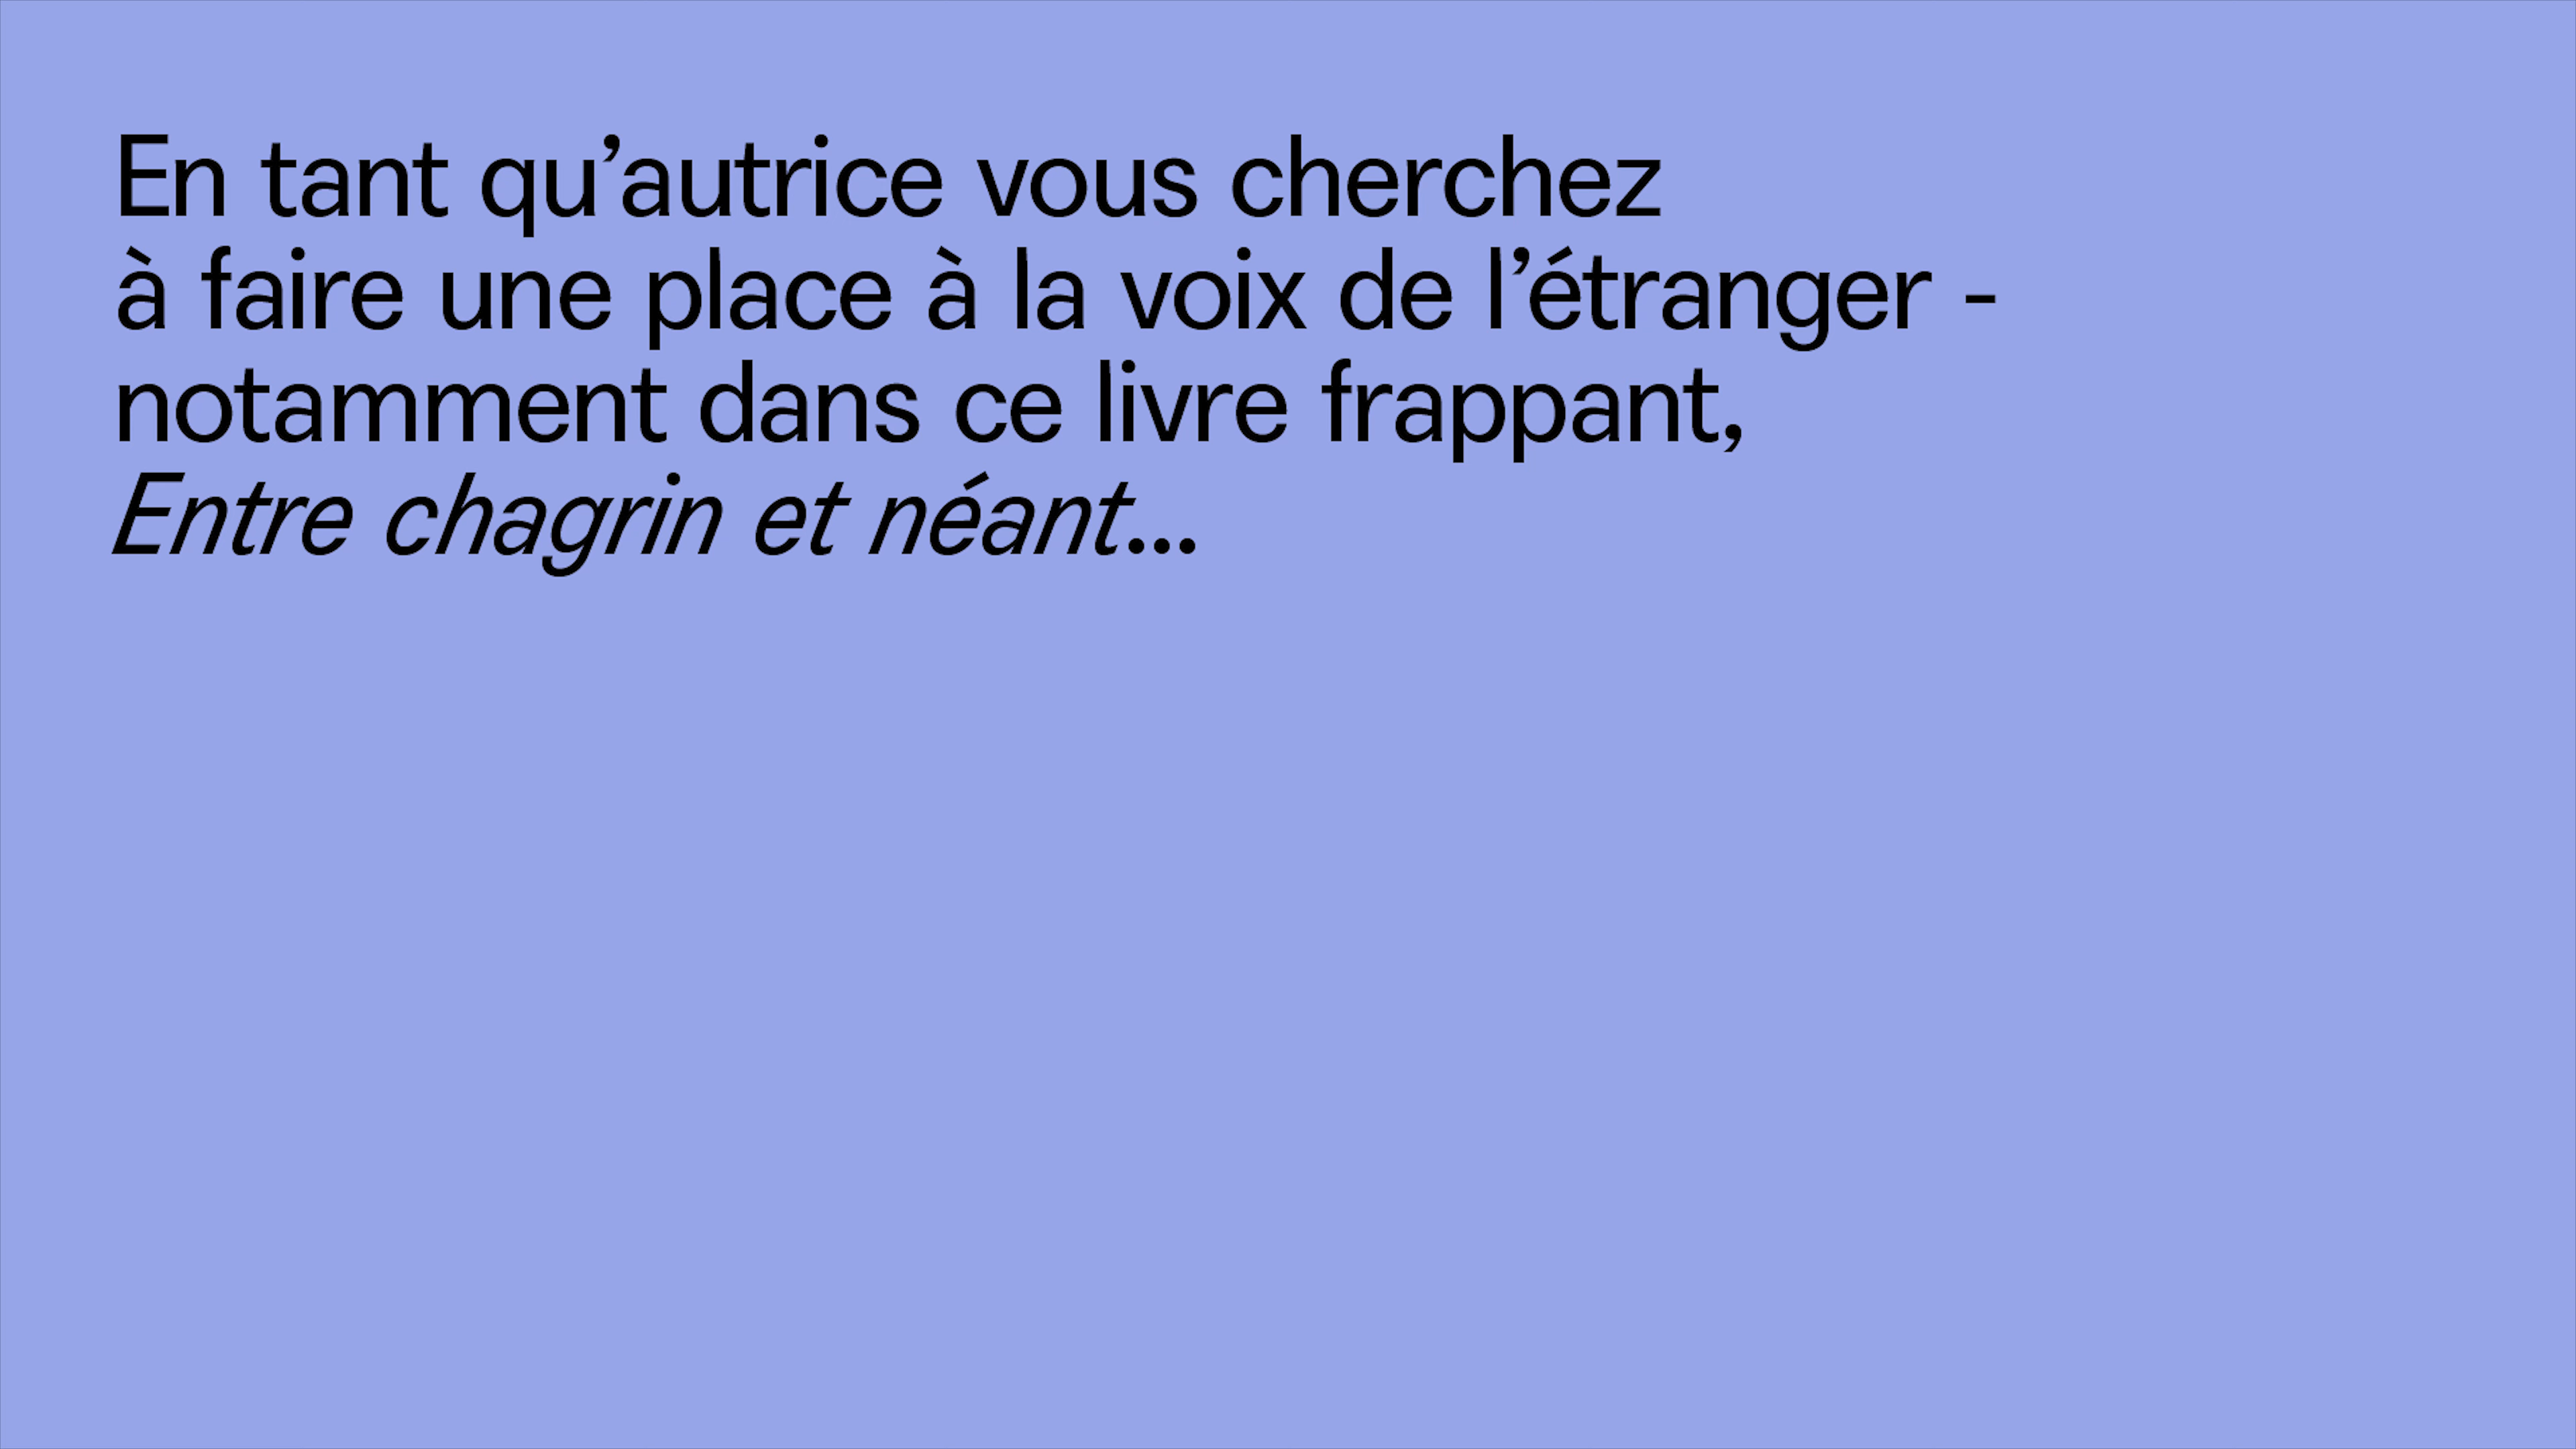 En tant qu’autrice vous cherchez
à faire une place à la voix de l’étranger -
notamment dans ce livre frappant,
Entre chagrin et néant...